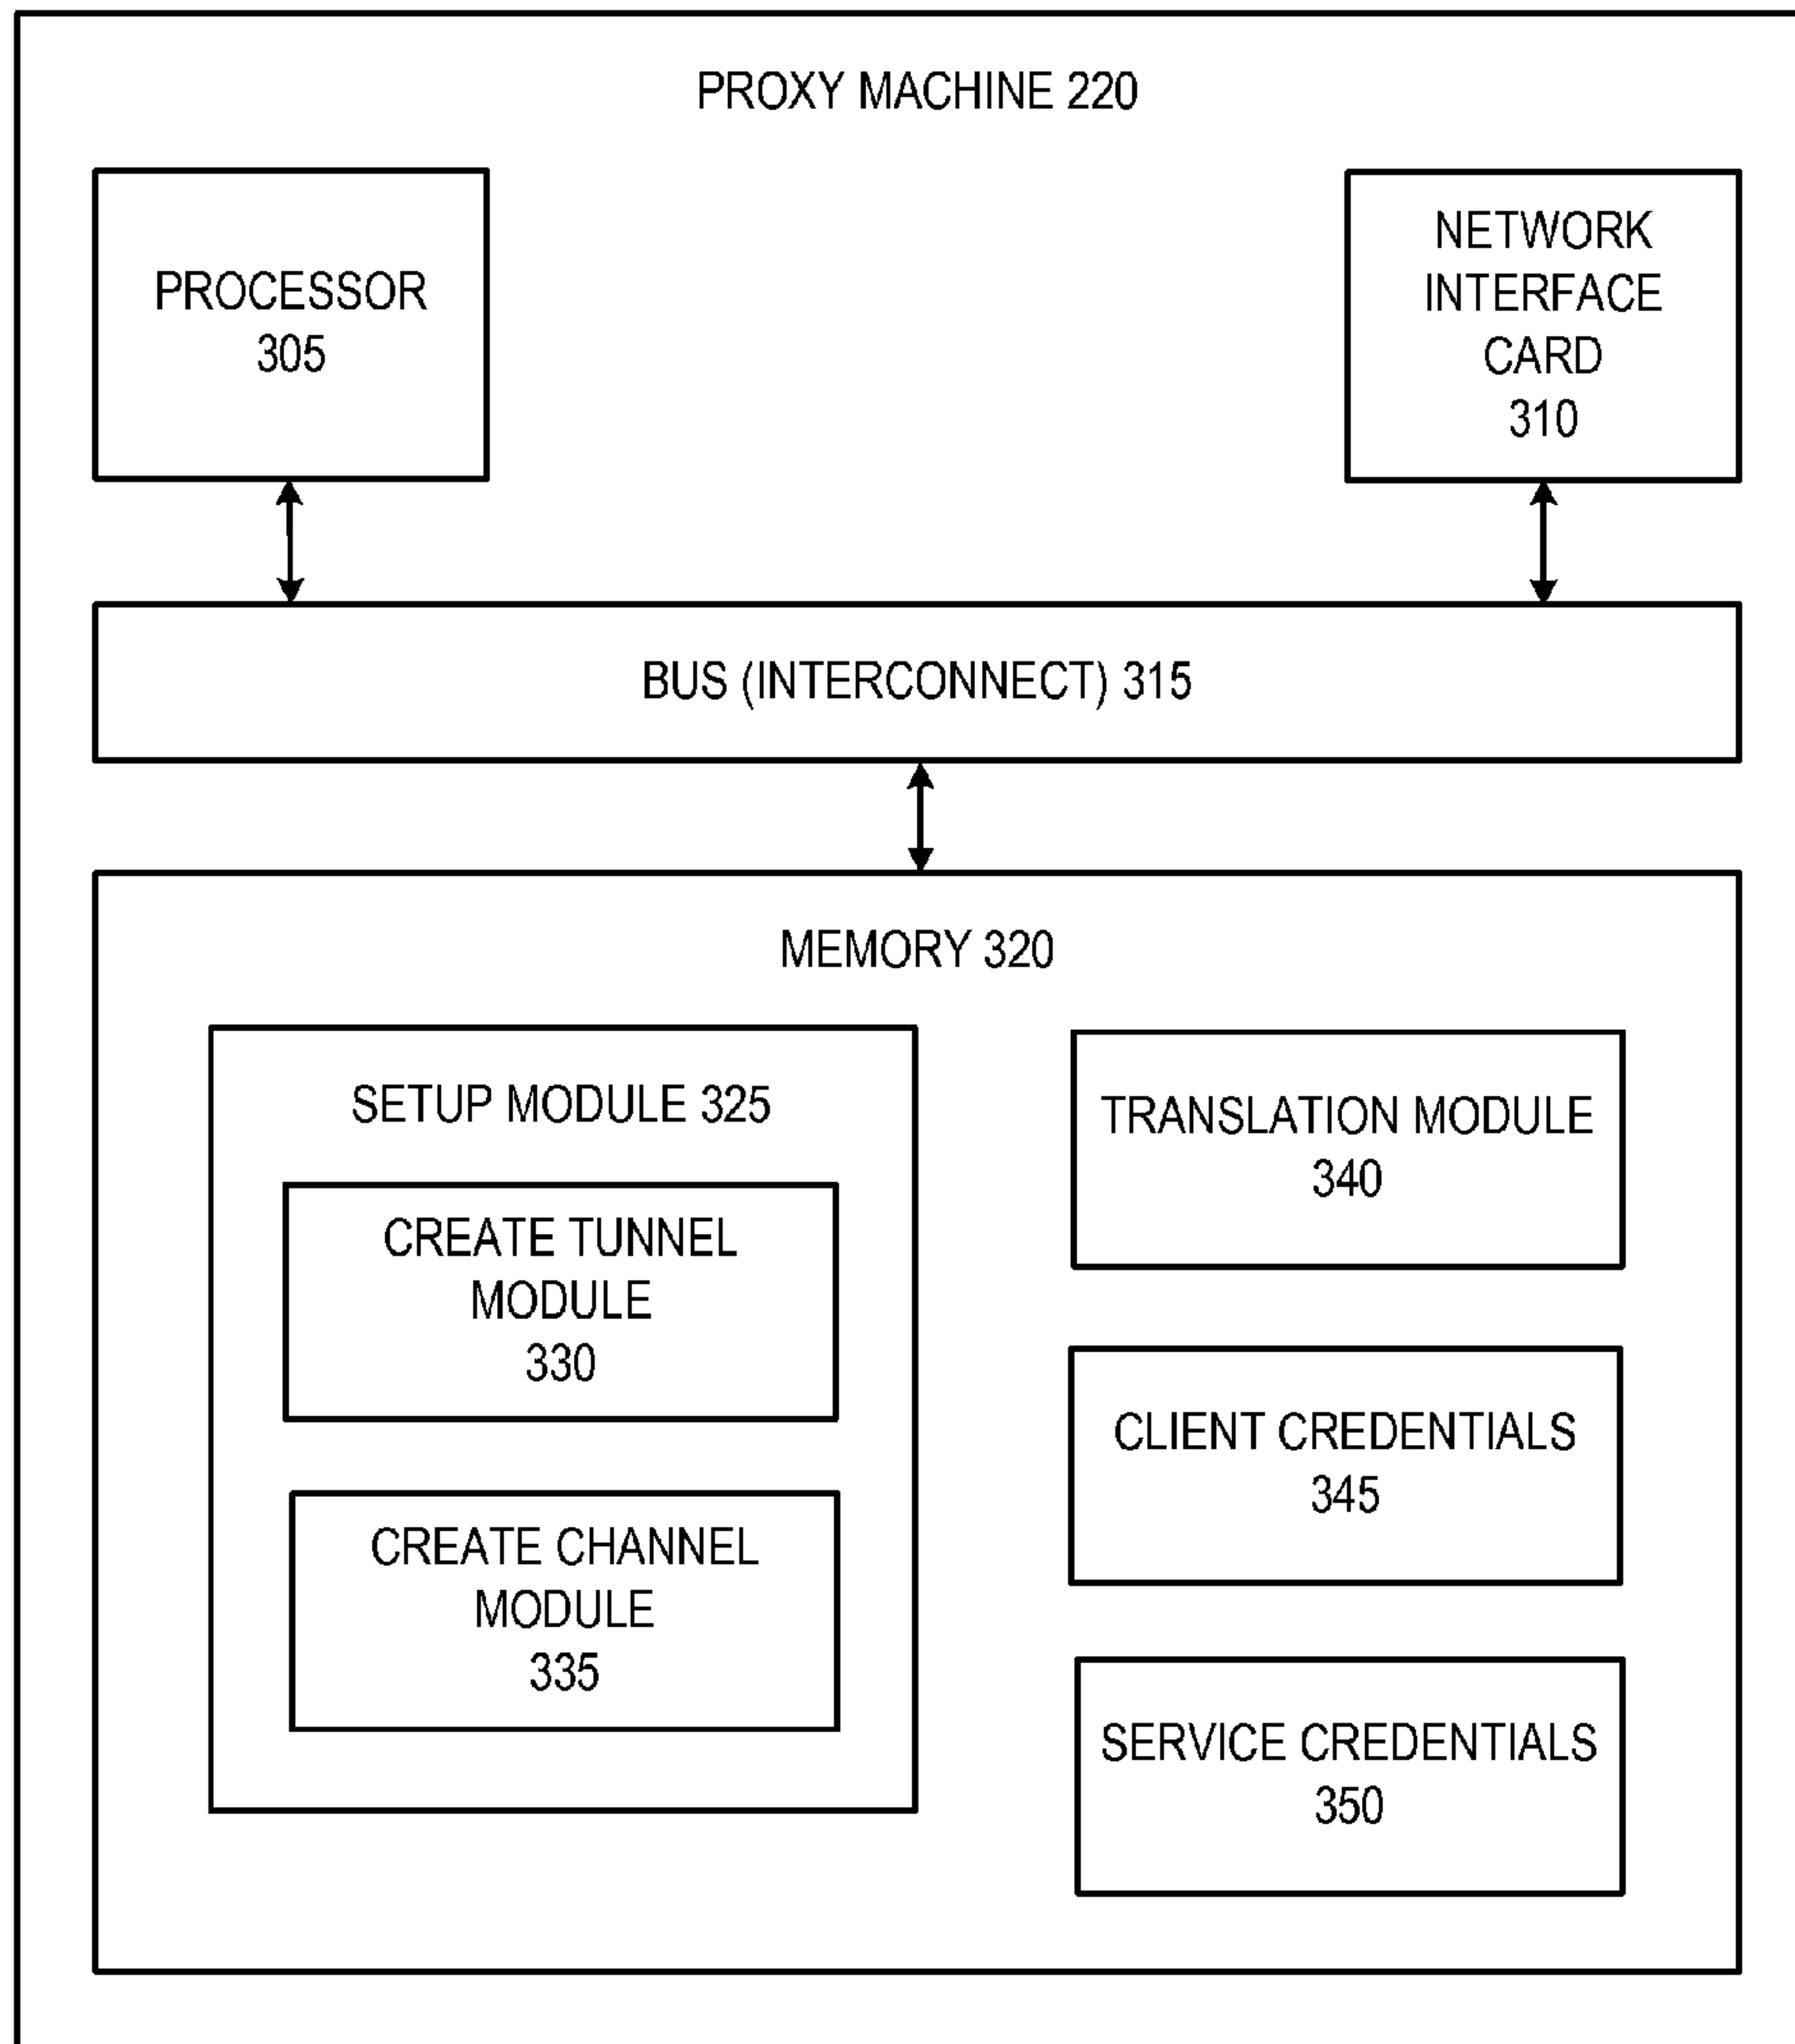 PROXY MACHINE 220
PROCESSOR
305
NETWORK
INTERFACE
CARD
310
BUS (INTERCONNECT) 315
MEMORY 320
SETUP MODULE 325
CREATE TUNNEL
MODULE
330
CREATE CHANNEL
MODULE
335
TRANSLATION MODULE
340
CLIENT CREDENTIALS
345
SERVICE CREDENTIALS
350